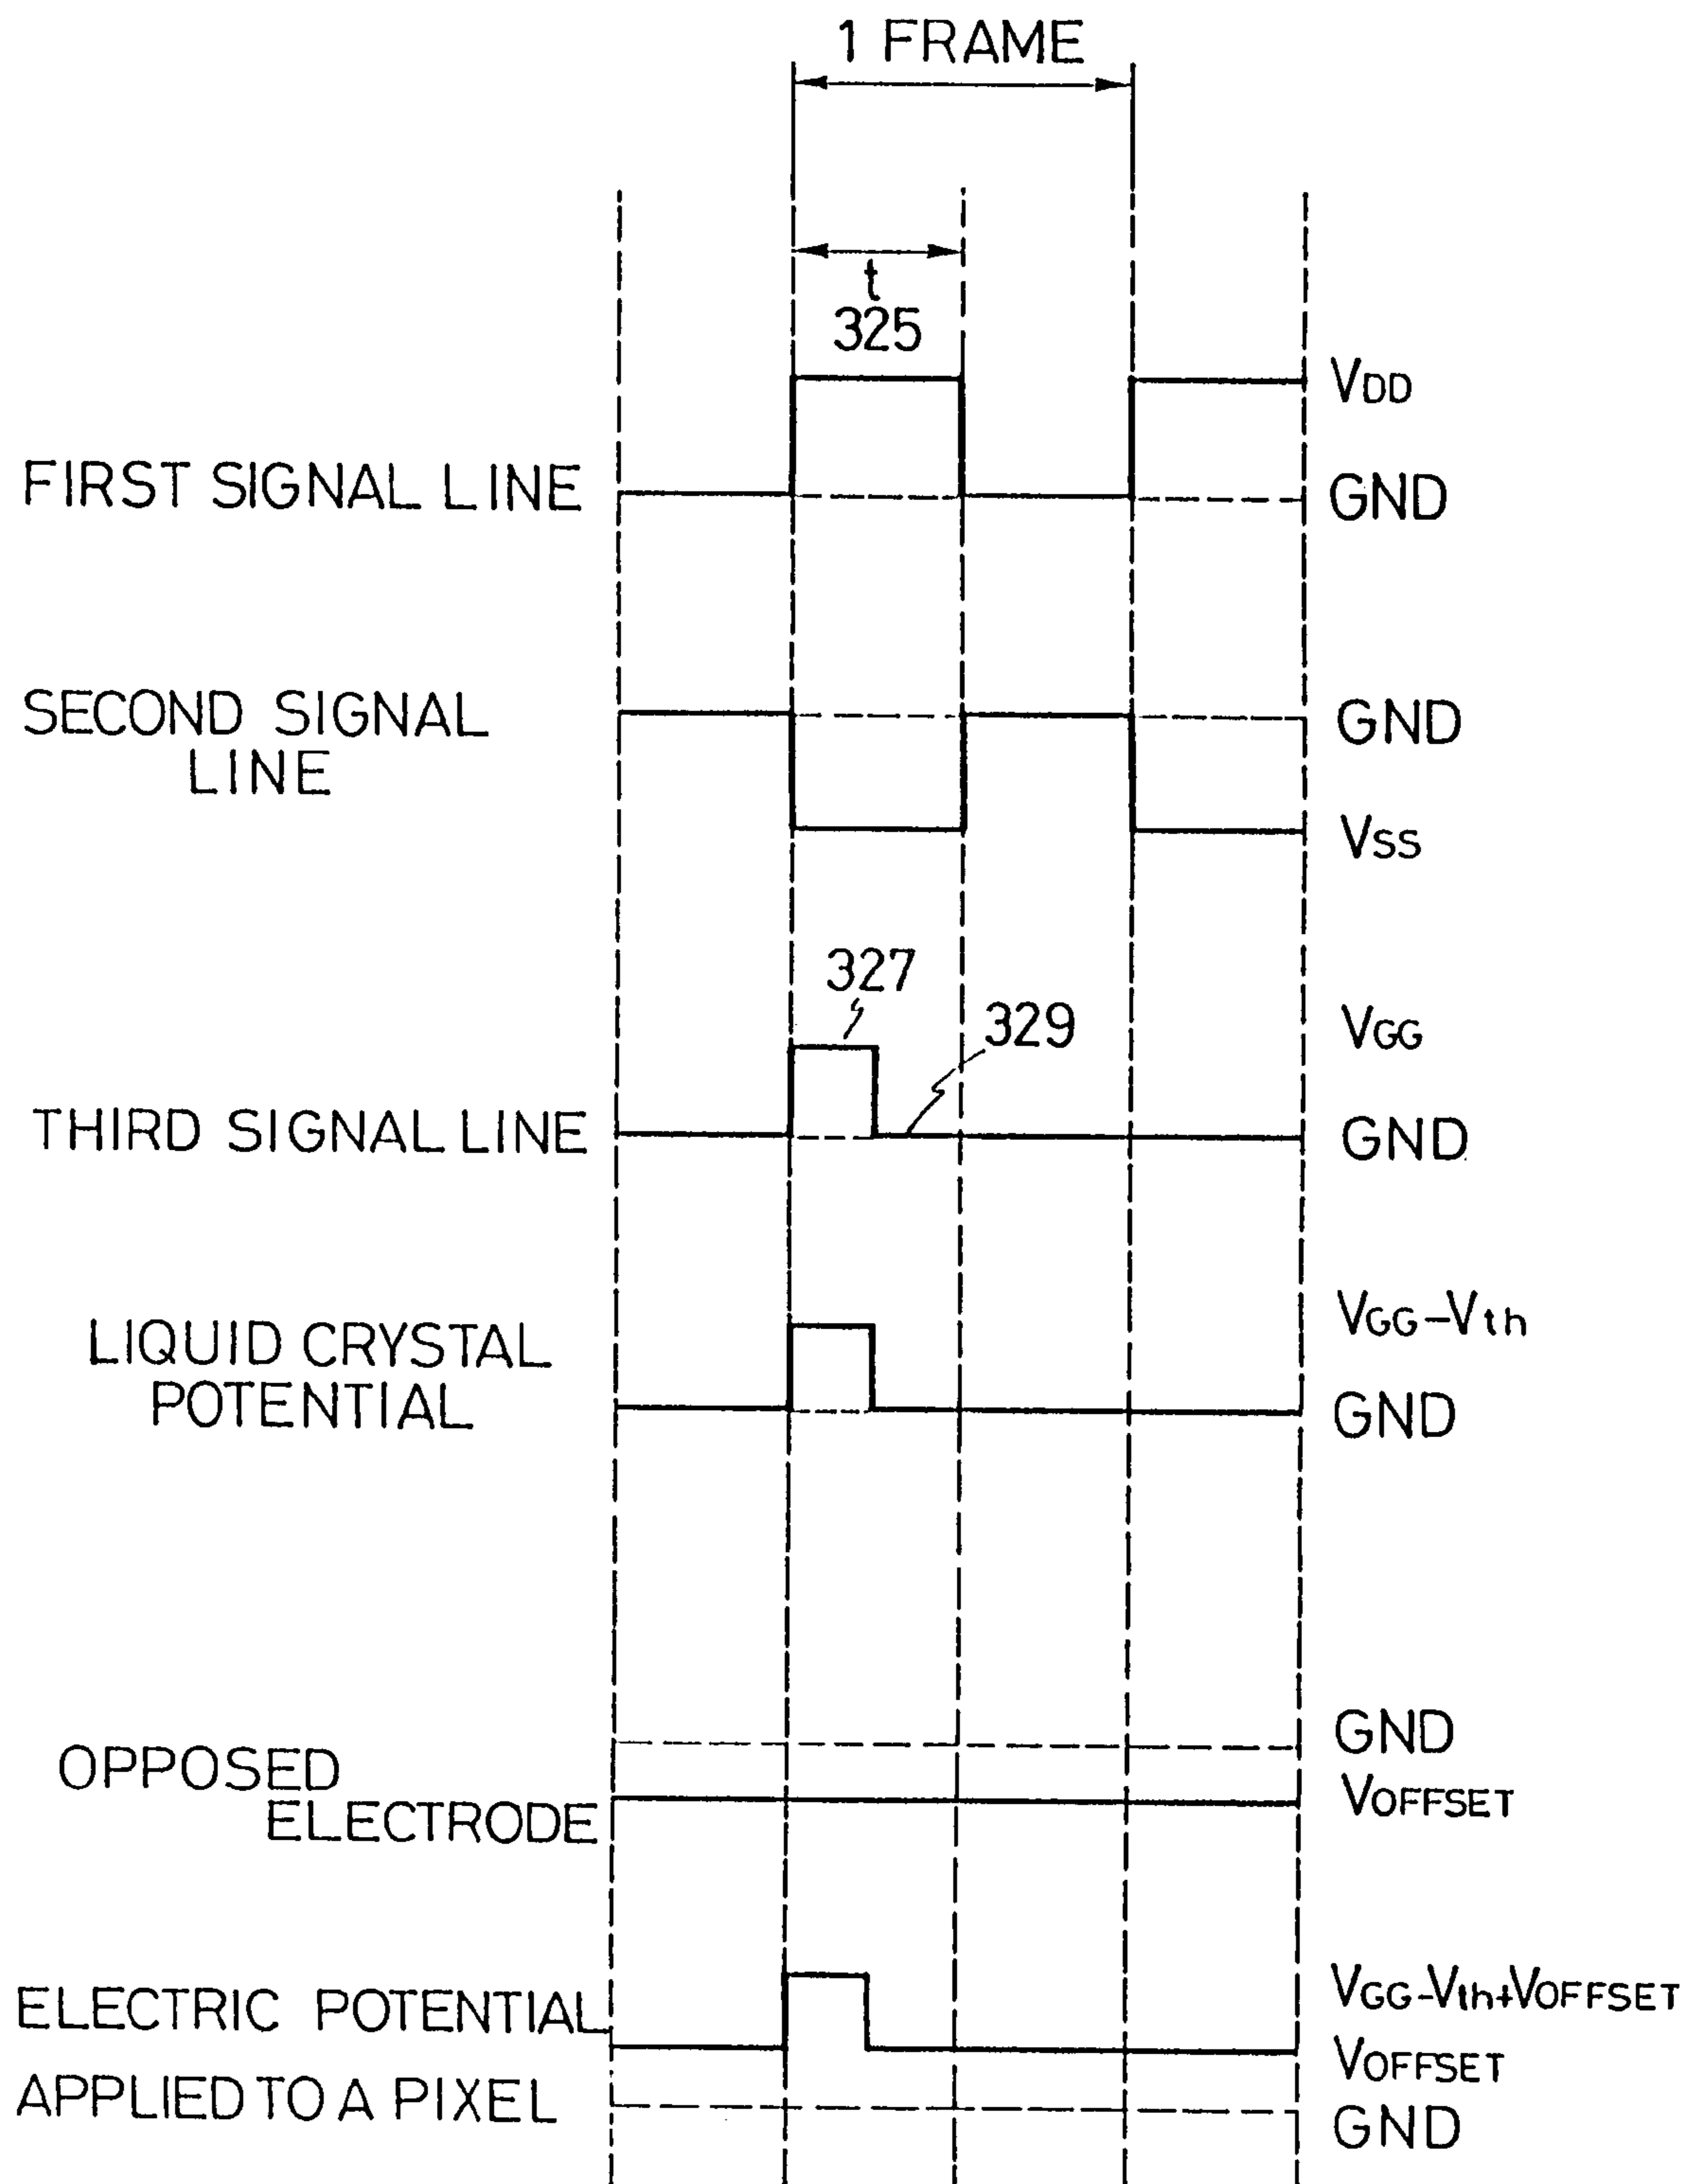 1 FRAME
t
325
VDD
FIRST SIGNAL LINE
GND
SECOND SIGNAL
LINE
GND
VSS
327
329
VGG
THIRD SIGNAL LINE
GND
LIQUID CRYSTAL
POTENTIAL
VGG-Vth
GND
OPPOSED
ELECTRODE
GND
VOFFSET
ELECTRIC POTENTIAL
APPLIED TO A PIXEL
VGG-Vth+VOFFSET
VOFFSET
GND